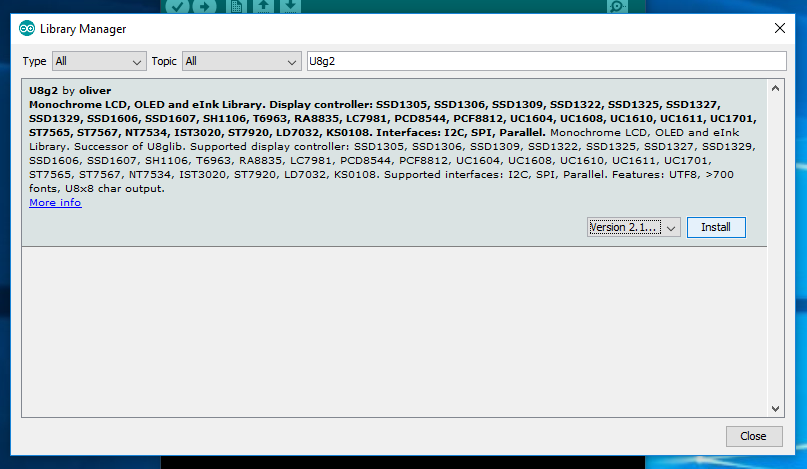 Library Manager
Type All Topic All U8g2
U8g2 by oliver
Monochrome LCD, OLED and eInk Library. Display controller: SSD1305, SSD1306, SSD1309, SSD1322, SSD1325, SSD1327,
SSD1329, SSD1606, SSD1607, SH1106, T6963, RA8835, LC7981, PCD8544, PCF8812, UC1604, UC1608, UC1610, UC1611, UC1701,
ST7565, ST7567, NT7534, IST3020, ST7920, LD7032, KS0108. Interfaces: I2C, SPI, Parallel. Monochrome LCD, OLED and eInk
Library. Successor of U8glib. Supported display controller: SSD1305, SSD1306, SSD1309, SSD1322, SSD1325, SSD1327, SSD1329,
SSD1606, SSD1607, SH1106, T6963, RA8835, LC7981, PCD8544, PCF8812, UC1604, UC1608, UC1610, UC1611, UC1701,
ST7565, ST7567, NT7534, IST3020, ST7920, LD7032, KS0108. Supported interfaces: I2C, SPI, Parallel. Features: UTF8, >700
fonts, U8x8 char output.
More info
Version 2.1... Install
Close